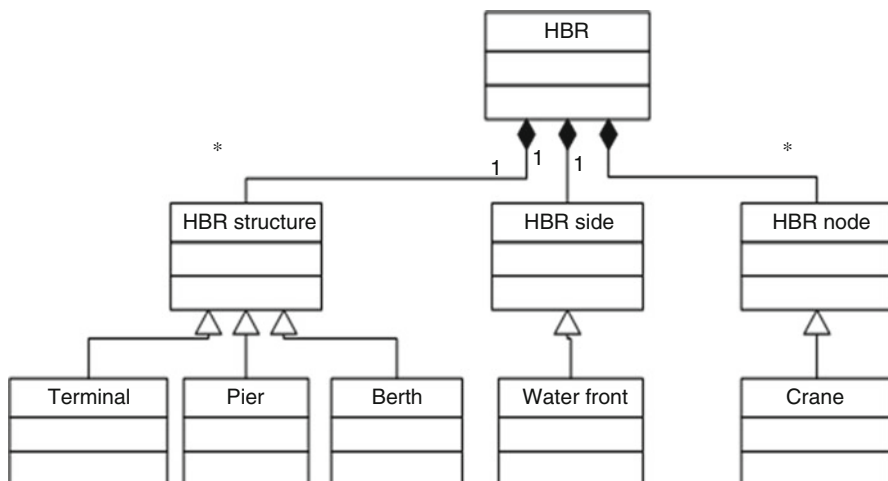 HBR
*
1
1
1
*
HBR structure
HBR side
HBR node
Terminal
Pier
Berth
Water front
Crane